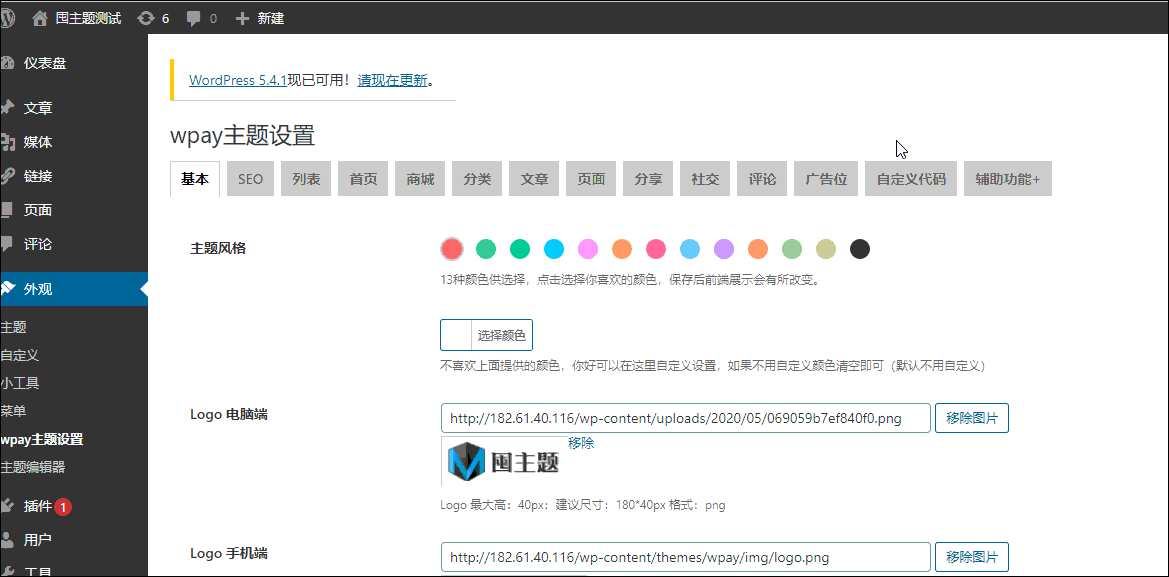 囤主题测试 6 0 新建
仪表盘
文章
媒体
链接
页面
评论
外观
主题
自定义
小工具
菜单
wpay主题设置
主题编辑器
插件 1
用户
工具
WordPress 5.4.1现已可用！请现在更新。
wpay主题设置
基本 SEO 列表 首页 商城 分类 文章 页面 分享 社交 评论 广告位 自定义代码 辅助功能+
主题风格
13种颜色供选择，点击选择你喜欢的颜色，保存后前端展示会有所改变。
选择颜色
不喜欢上面提供的颜色，你好可以在这里自定义设置，如果不用自定义颜色清空即可（默认不用自定义）
Logo 电脑端
http://182.61.40.116/wp-content/uploads/2020/05/069059b7ef840f0.png 移除图片
囤主题 移除
Logo 最大高：40px；建议尺寸：180*40px 格式：png
Logo 手机端
http://182.61.40.116/wp-content/themes/wpay/img/logo.png 移除图片